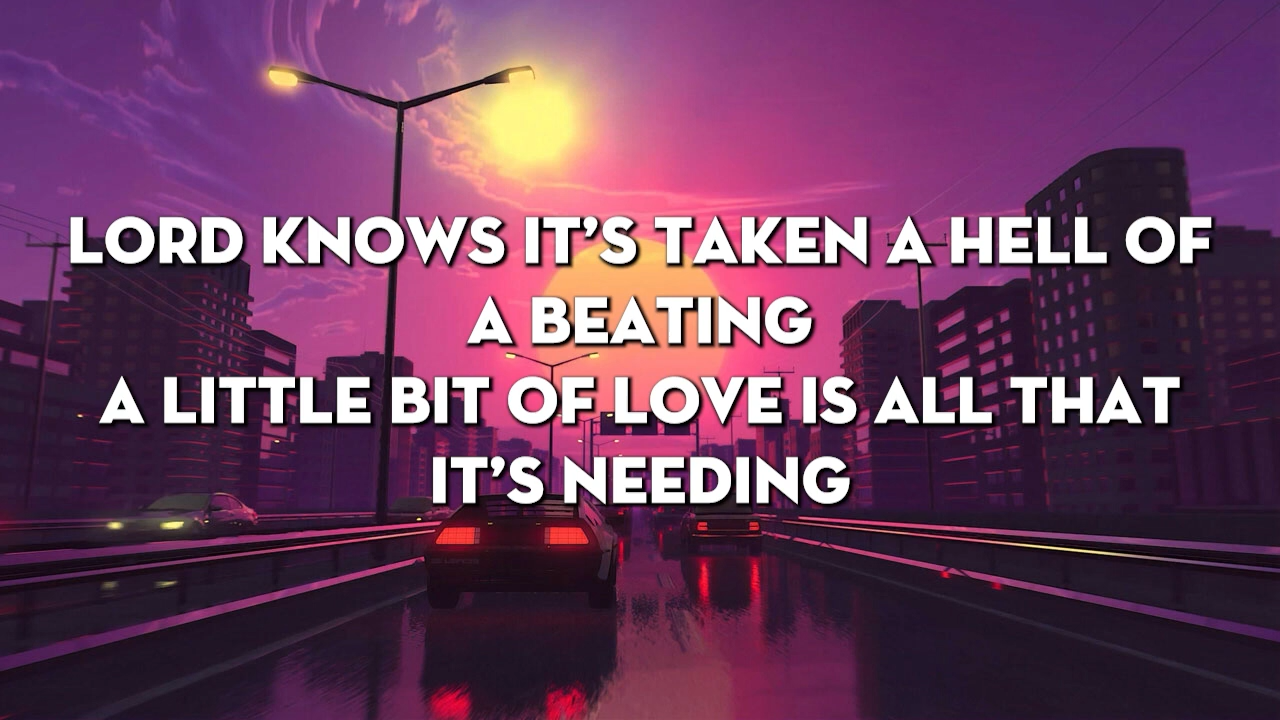 LORD KNOWS IT’S TAKEN A HELL OF
A BEATING
A LITTLE BIT OF LOVE IS ALL THAT
IT’S NEEDING